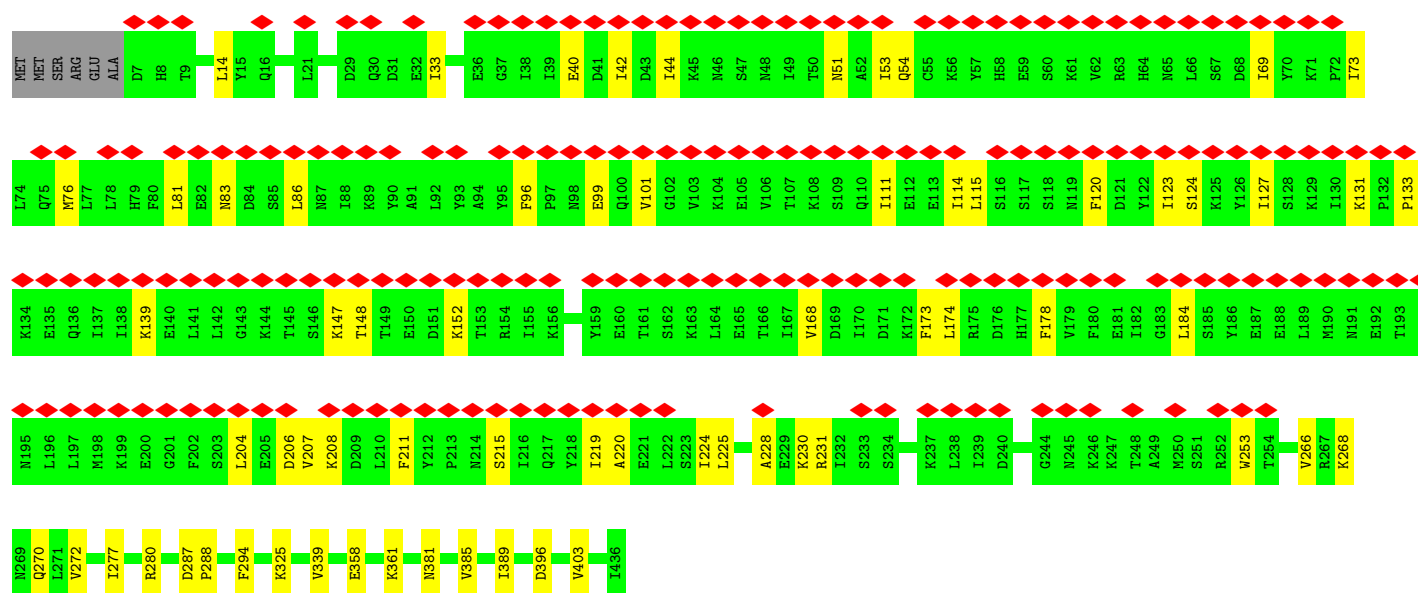 MET MET SER ARG GLU ALA D7 H8 T9 L14 Y15 Q16 L21 D29 Q30 D31 E32 I33 E36 G37 I38 I39 E40 D41 I42 D43 I44 K45 N46 S47 N48 I49 T50 N51 A52 I53 Q54 C55 K56 Y57 H58 E59 S60 K61 V62 R63 H64 N65 L66 S67 D68 I69 Y70 K71 P72 I73
L74 Q75 M76 L77 L78 H79 F80 L81 E82 N83 D84 S85 L86 N87 I88 K89 Y90 A91 L92 Y93 A94 Y95 F96 P97 N98 E99 Q100 V101 G102 V103 K104 E105 V106 T107 K108 S109 Q110 I111 E112 E113 I114 L115 S116 S117 S118 N119 F120 D121 Y122 I123 S124 K125 Y126 I127 S128 K129 I130 K131 P132 P133
K134 E135 Q136 I137 I138 K139 E140 L141 L142 G143 K144 T145 S146 K147 T148 T149 E150 D151 K152 T153 R154 I155 K156 Y159 E160 T161 S162 K163 L164 E165 T166 I167 V168 D169 I170 D171 K172 F173 L174 R175 D176 H177 F178 V179 F180 E181 I182 G183 L184 S185 Y186 E187 E188 L189 M190 N191 E192 T193
N195 L196 L197 M198 K199 E200 G201 F202 S203 L204 E205 D206 V207 K208 D209 L210 F211 Y212 P213 N214 S215 I216 Q217 Y218 I219 A220 E221 L222 S223 I224 L225 A228 E229 K230 R231 I232 S233 S234 K237 L238 I239 D240 G244 N245 K246 K247 T248 A249 M250 S251 R252 W253 T254 V266 R267 K268
N269 Q270 L271 V272 I277 R280 D287 P288 F294 K325 V339 E358 K361 N381 V385 I389 D396 V403 I436